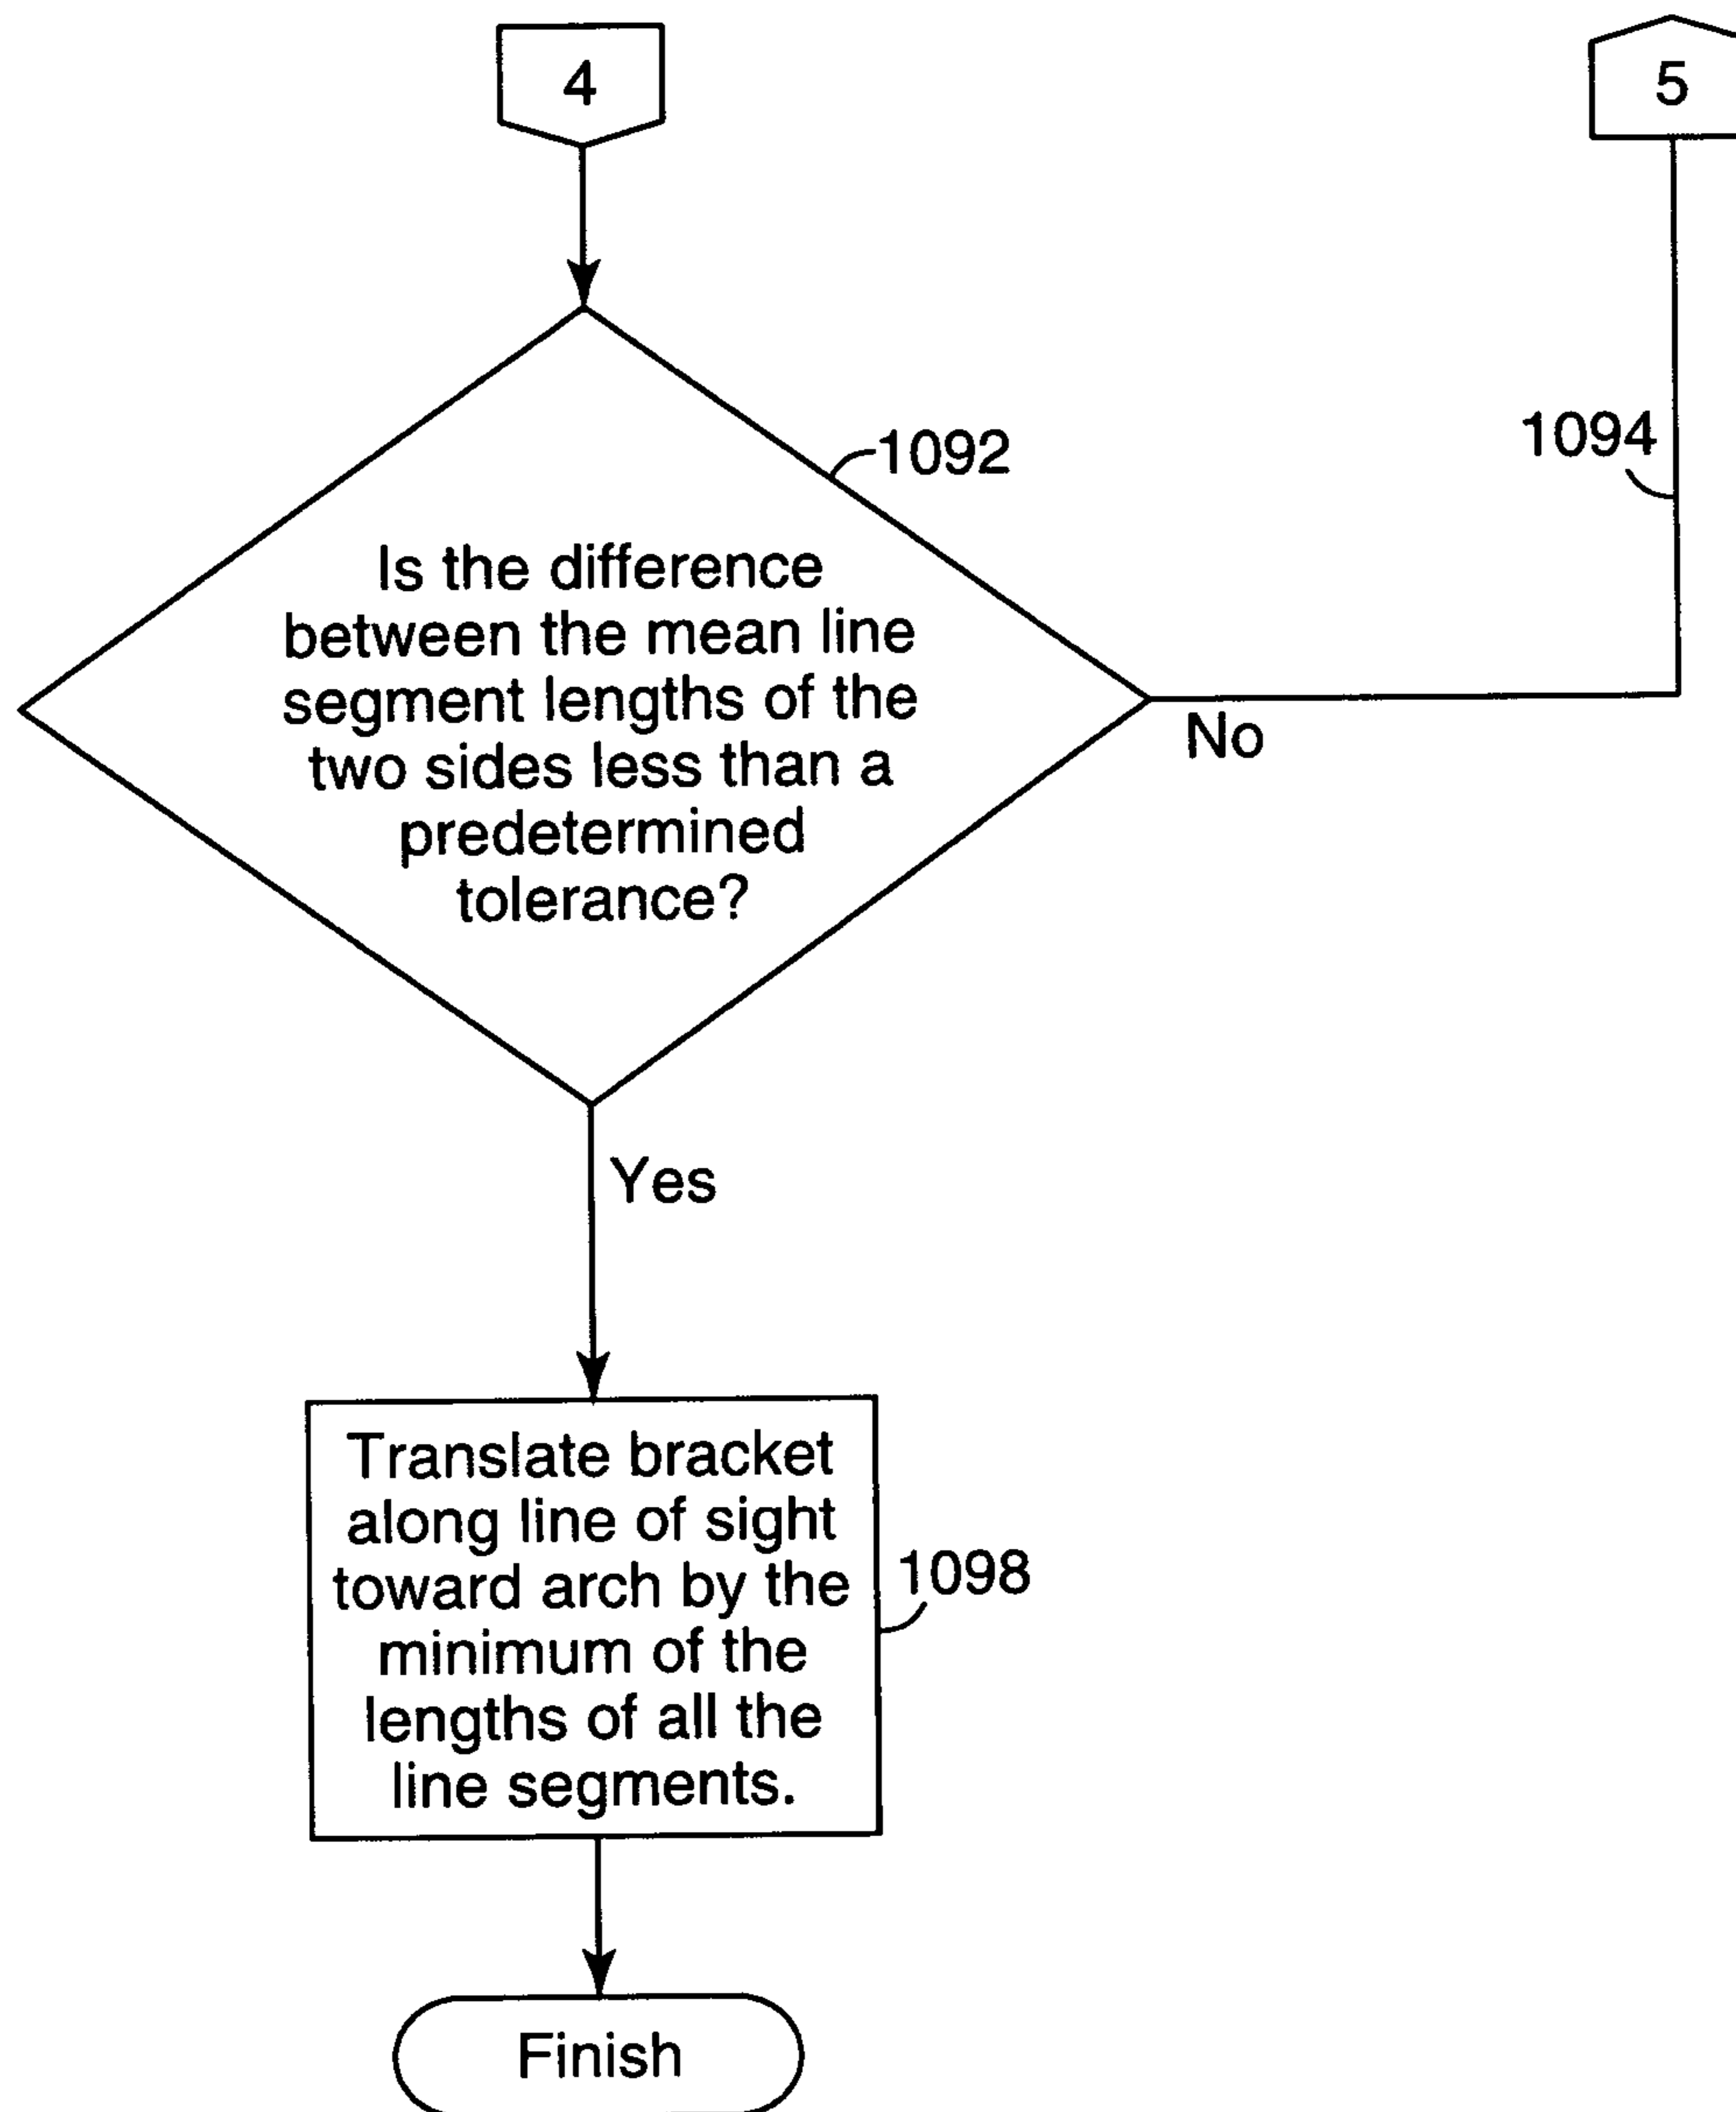 4
5
1092
1094
Is the difference
between the mean line
segment lengths of the
two sides less than a
predetermined
tolerance?
No
Yes
Translate bracket
along line of sight
toward arch by the
minimum of the
lengths of all the
line segments.
1098
Finish